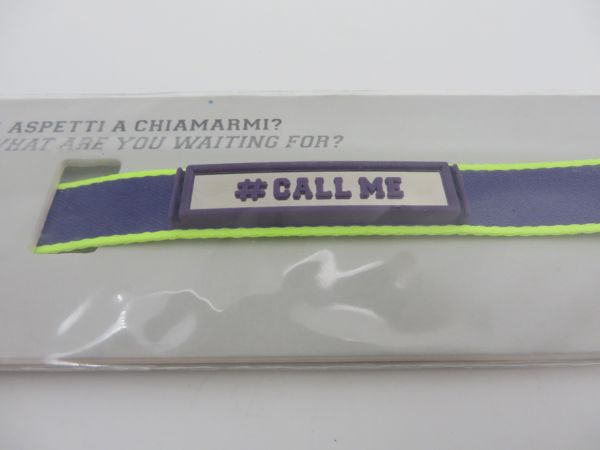 ASPETTI A CHIAMARMI?
WHAT ARE YOU WAITING FOR?
# CALL ME